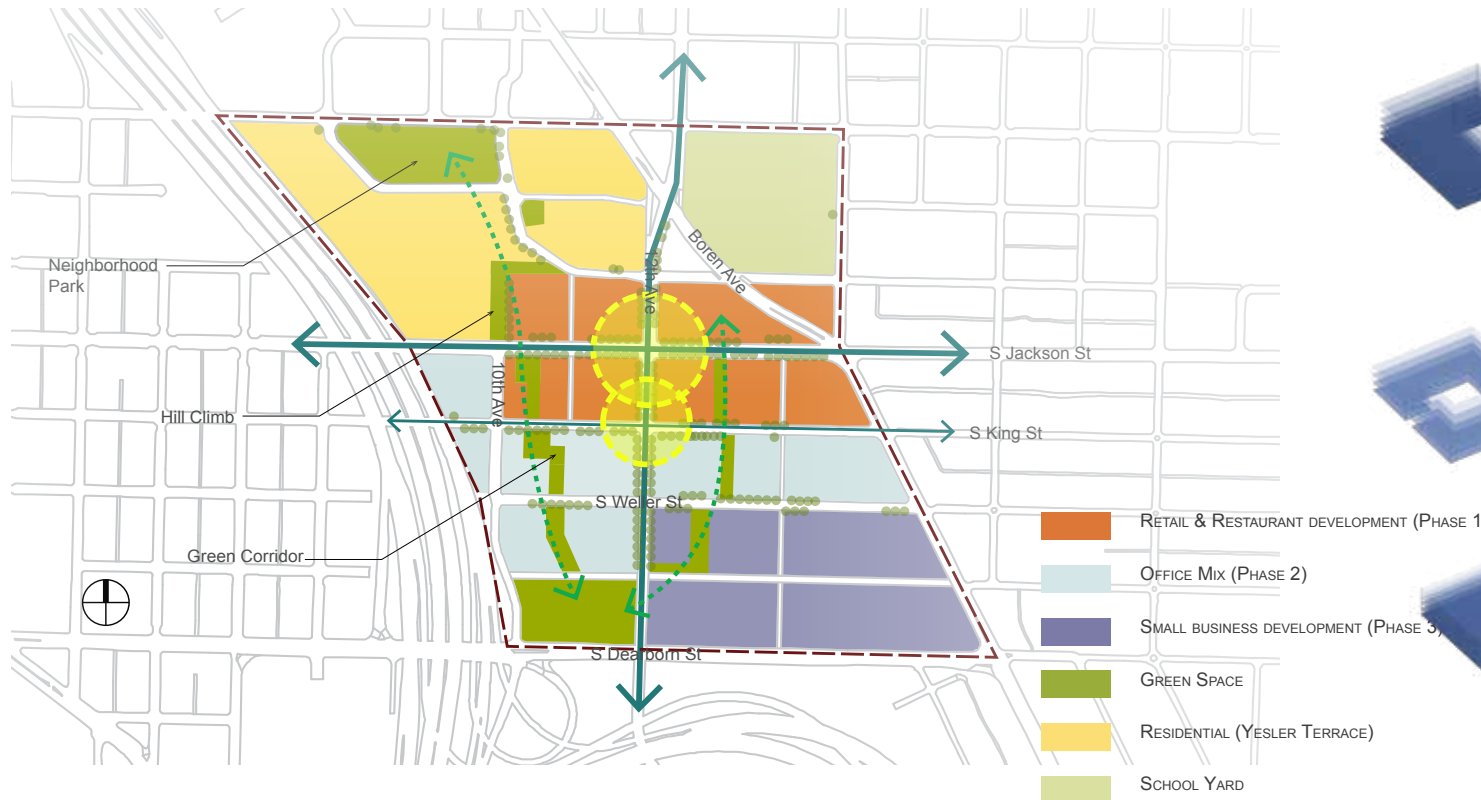 Neighborhood
Park
Boren Ave
12th Ave
S Jackson St
10th Ave
Hill Climb
S King St
S Weller St
Green Corridor
S Dearborn St
Retail & Restaurant development (Phase 1
Office Mix (Phase 2)
Small business development (Phase 3)
Green Space
Residential (Yesler Terrace)
School Yard